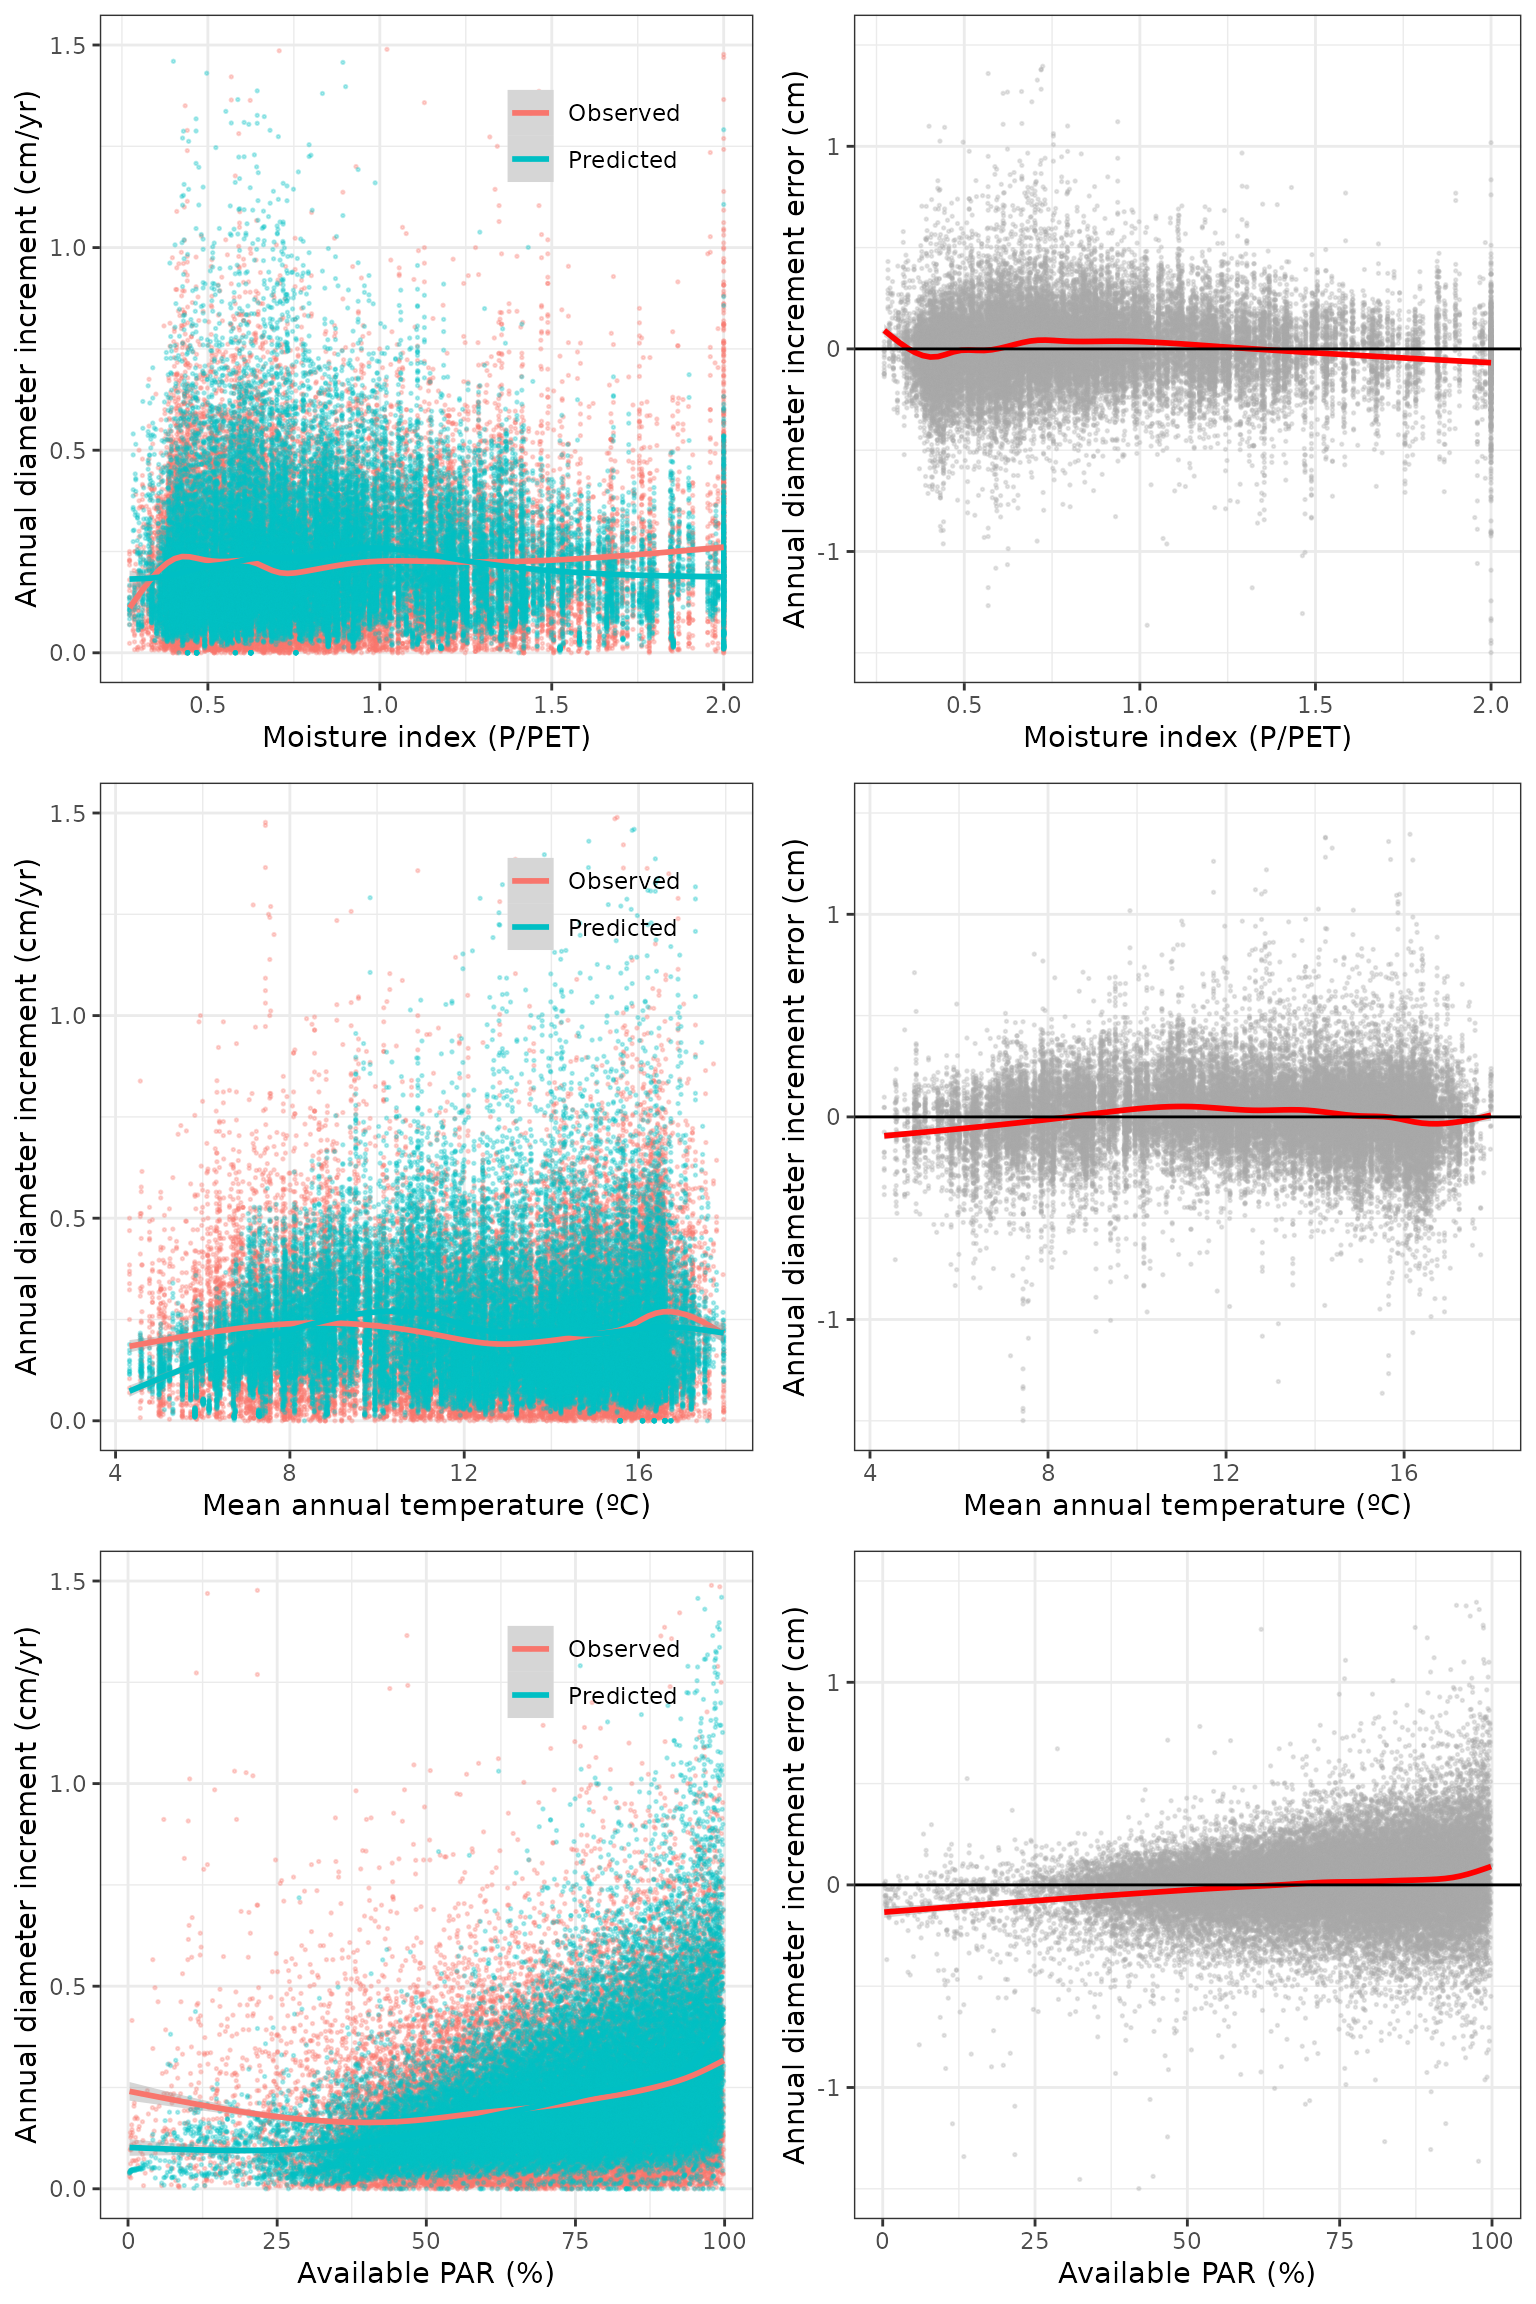 Annual diameter increment (cm/yr)
1.5
1.0
0.5
0.0
Observed
Predicted
0.5 1.0 1.5 2.0
Moisture index (P/PET)
Annual diameter increment error (cm)
1
0
-1
0.5 1.0 1.5 2.0
Moisture index (P/PET)
Annual diameter increment (cm/yr)
1.5
1.0
0.5
0.0
Observed
Predicted
4 8 12 16
Mean annual temperature (ºC)
Annual diameter increment error (cm)
1
0
-1
4 8 12 16
Mean annual temperature (ºC)
Annual diameter increment (cm/yr)
1.5
1.0
0.5
0.0
Observed
Predicted
0 25 50 75 100
Available PAR (%)
Annual diameter increment error (cm)
1
0
-1
0 25 50 75 100
Available PAR (%)